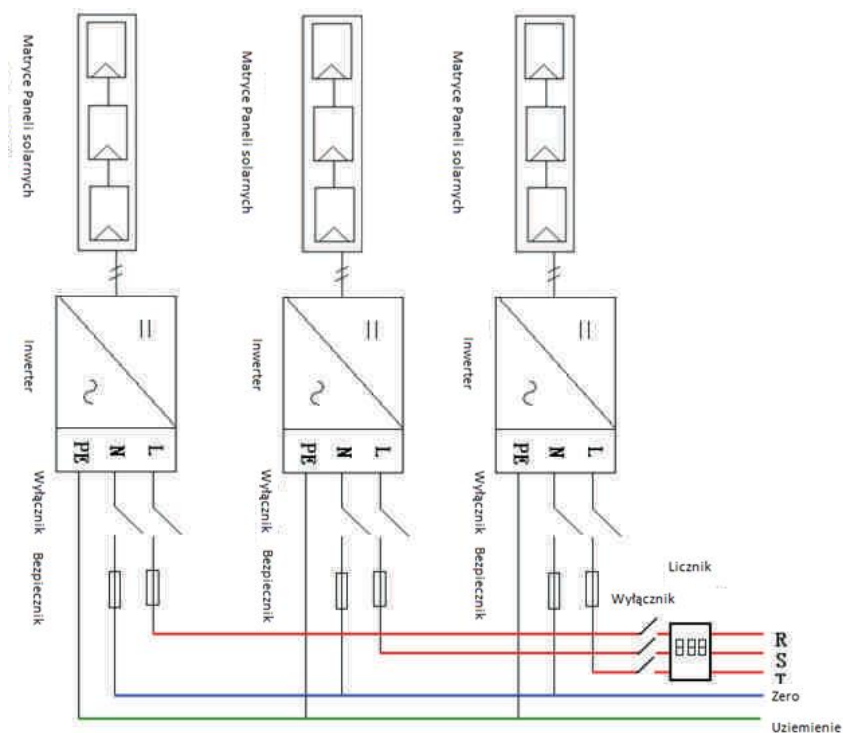 Matryce Paneli solarnych
Matryce Paneli solarnych
Matryce Paneli solarnych
Inwerter
Inwerter
Inwerter
PE N L
PE N L
PE N L
Wyłącznik
Wyłącznik
Wyłącznik
Bezpiecznik
Bezpiecznik
Bezpiecznik
Licznik
Wyłącznik
888
R
S
T
Zero
Uziemienie